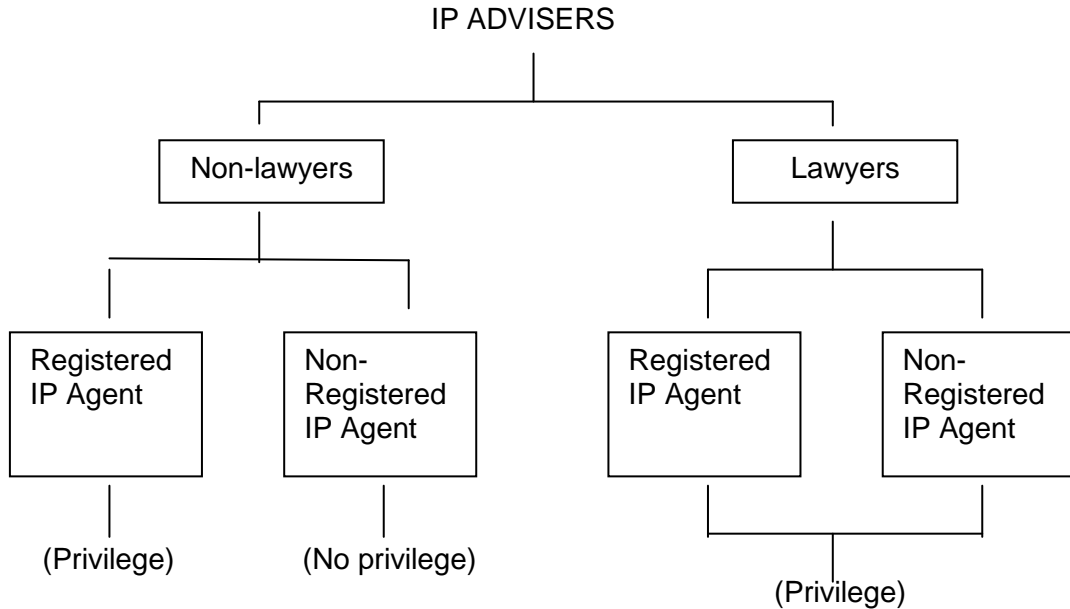 IP ADVISERS
Non-lawyers
Lawyers
Registered
IP Agent
Non-
Registered
IP Agent
Registered
IP Agent
Non-
Registered
IP Agent
(Privilege)
(No privilege)
(Privilege)